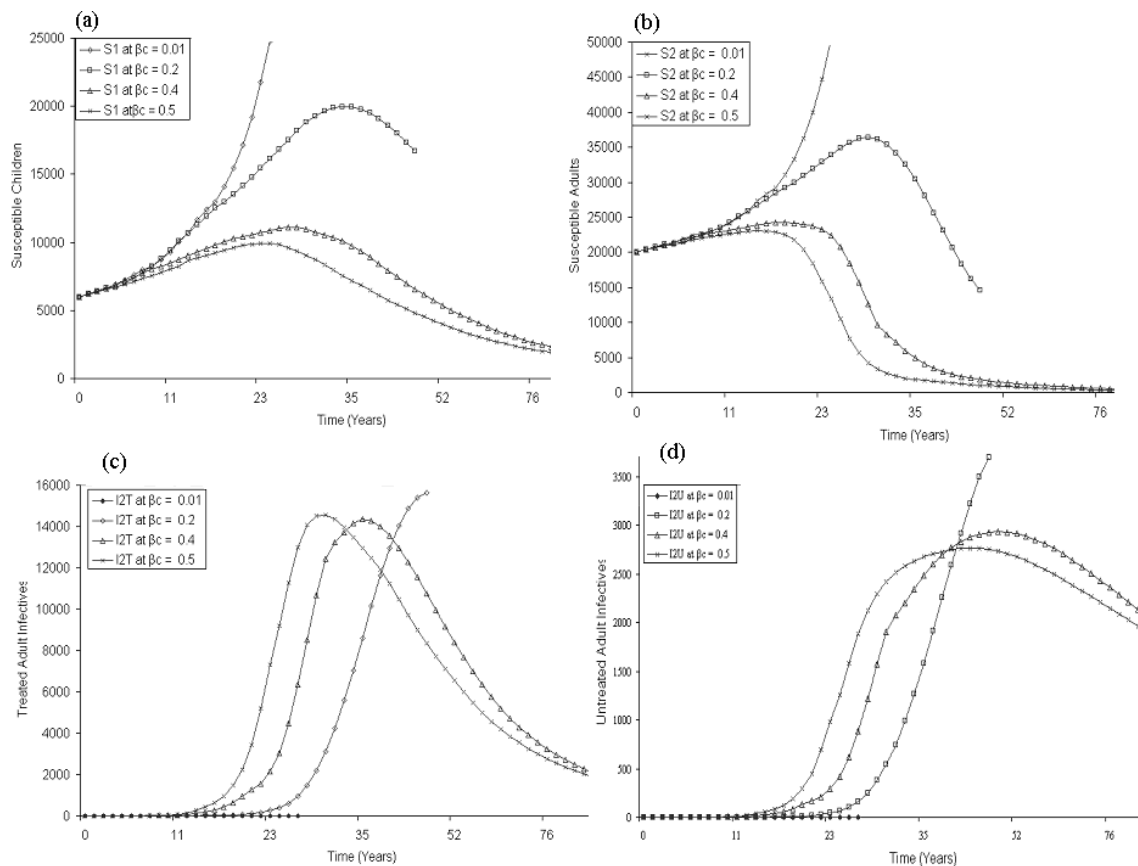 (a)
25000
20000
15000
10000
5000
0
Susceptible Children
S1 at βc = 0.01
S1 at βc = 0.2
S1 at βc = 0.4
S1 atβc = 0.5
0 11 23 35 52 76
Time (Years)
(b)
50000
45000
40000
35000
30000
25000
20000
15000
10000
5000
0
Susceptible Adults
S2 at βc = 0.01
S2 at βc = 0.2
S2 at βc = 0.4
S2 at βc = 0.5
0 11 23 35 52 76
Time (Years)
(c)
16000
14000
12000
10000
8000
6000
4000
2000
0
Treated Adult Infectives
I2T at βc = 0.01
I2T at βc = 0.2
I2T at βc = 0.4
I2T at βc = 0.5
0 11 23 35 52 76
Time (Years)
(d)
3500
3000
2500
2000
1500
1000
500
0
Untreated Adult Infectives
I2U at βc = 0.01
I2U at βc = 0.2
I2U at βc = 0.4
I2U at βc = 0.5
0 11 23 35 52 76
Time (Years)